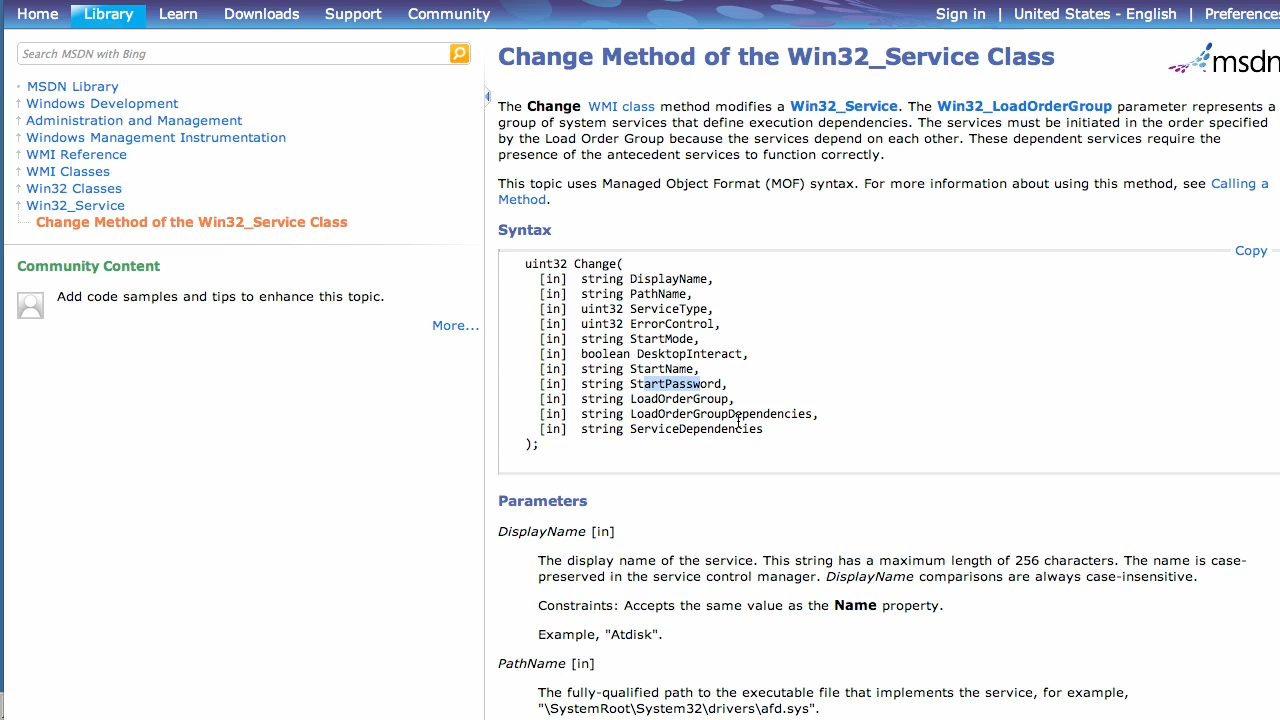 Home Library Learn Downloads Support Community Sign in | United States - English | Preferences
Search MSDN with Bing
MSDN Library
Windows Development
Administration and Management
Windows Management Instrumentation
WMI Reference
WMI Classes
Win32 Classes
Win32_Service
Change Method of the Win32_Service Class
Community Content
Add code samples and tips to enhance this topic.
More...
Change Method of the Win32_Service Class
msdn
The Change WMI class method modifies a Win32_Service. The Win32_LoadOrderGroup parameter represents a
group of system services that define execution dependencies. The services must be initiated in the order specified
by the Load Order Group because the services depend on each other. These dependent services require the
presence of the antecedent services to function correctly.
This topic uses Managed Object Format (MOF) syntax. For more information about using this method, see Calling a
Method.
Syntax
Copy
uint32 Change(
[in] string DisplayName,
[in] string PathName,
[in] uint32 ServiceType,
[in] uint32 ErrorControl,
[in] string StartMode,
[in] boolean DesktopInteract,
[in] string StartName,
[in] string StartPassword,
[in] string LoadOrderGroup,
[in] string LoadOrderGroupDependencies,
[in] string ServiceDependencies
);
Parameters
DisplayName [in]
The display name of the service. This string has a maximum length of 256 characters. The name is case-
preserved in the service control manager. DisplayName comparisons are always case-insensitive.
Constraints: Accepts the same value as the Name property.
Example, "Atdisk".
PathName [in]
The fully-qualified path to the executable file that implements the service, for example,
"\SystemRoot\System32\drivers\afd.sys".